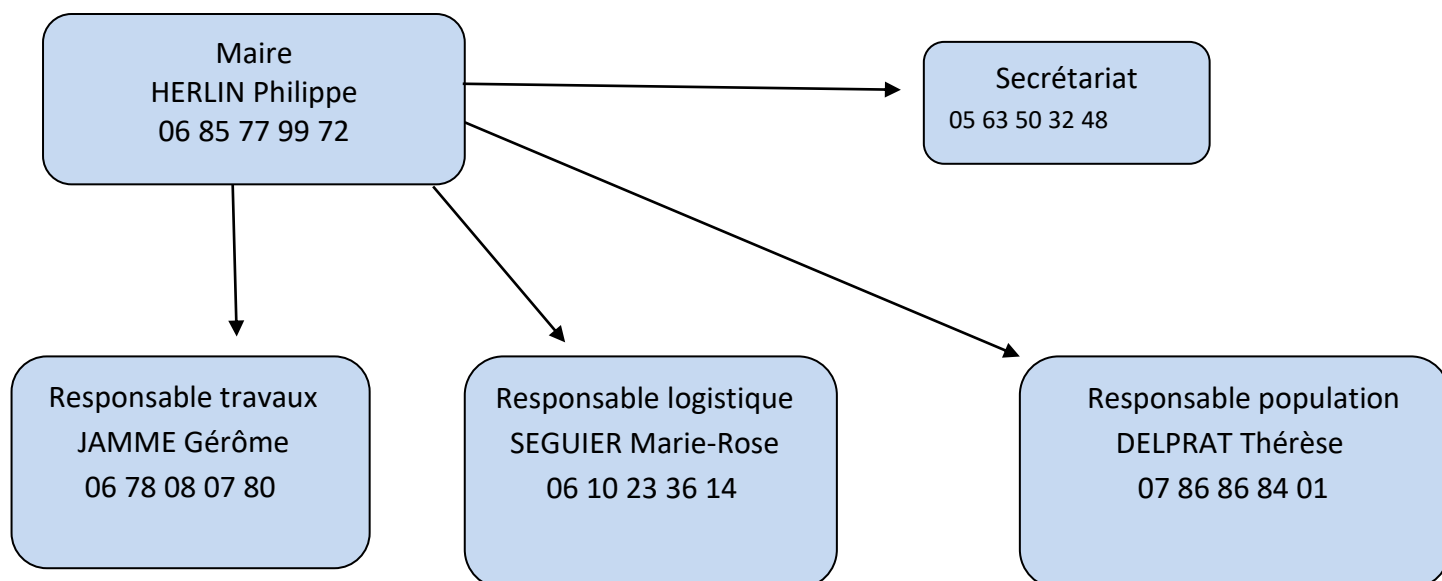 Maire
HERLIN Philippe
06 85 77 99 72
Secrétariat
05 63 50 32 48
Responsable travaux
JAMME Gérôme
06 78 08 07 80
Responsable logistique
SEGUIER Marie-Rose
06 10 23 36 14
Responsable population
DELPRAT Thérèse
07 86 86 84 01